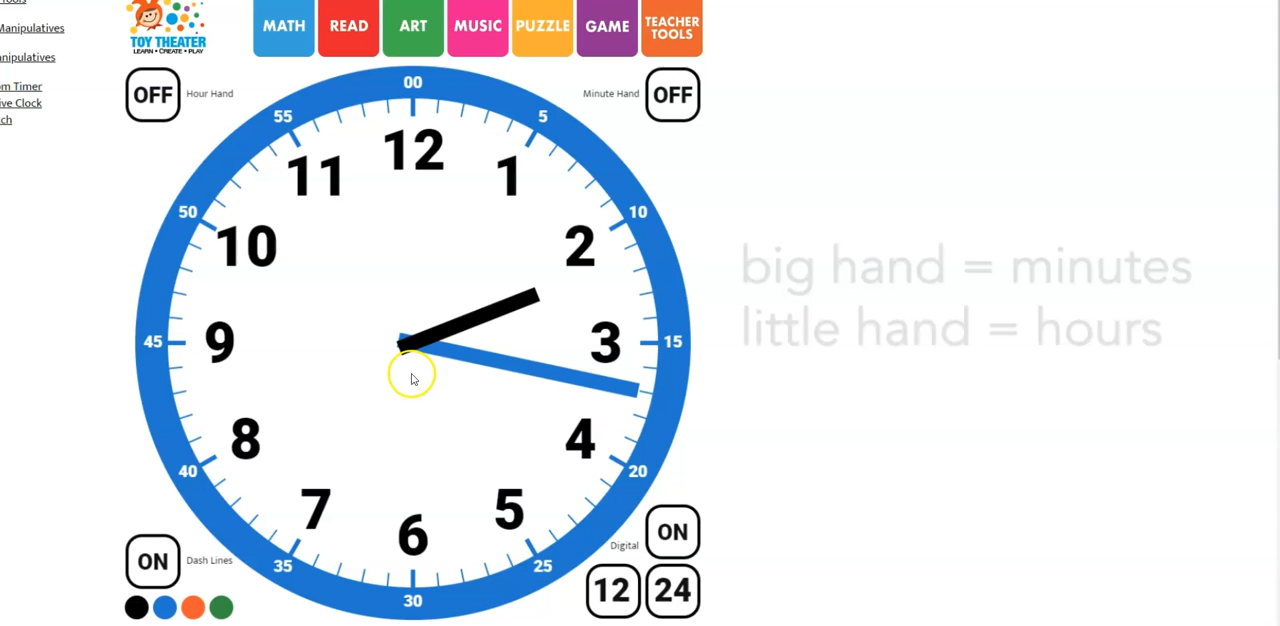 Manipulatives
TOY THEATER
LEARN • CREATE • PLAY
MATH
READ
ART
MUSIC
PUZZLE
GAME
TEACHER
TOOLS
OFF
Hour Hand
Minute Hand
OFF
00
5
10
15
20
25
30
35
40
45
50
55
12
1
2
3
4
5
6
7
8
9
10
11
big hand = minutes
little hand = hours
ON
Dash Lines
Digital
ON
12
24